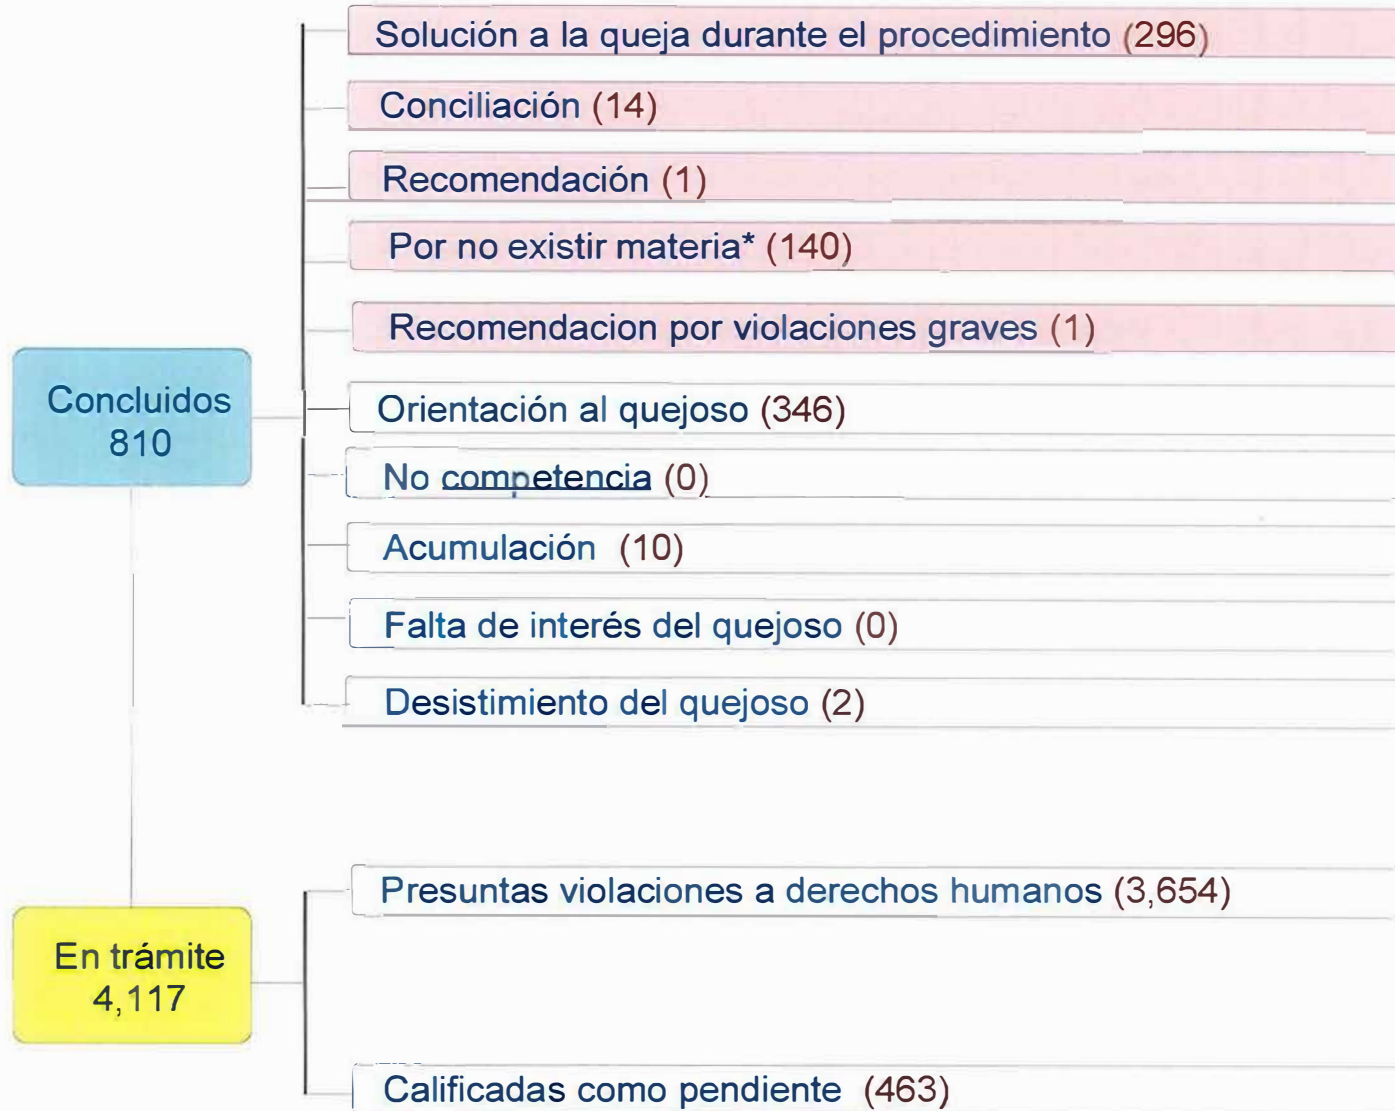 Solución a la queja durante el procedimiento (296)
Conciliación (14)
Recomendación (1)
Por no existir materia* (140)
Recomendacion por violaciones graves (1)
Concluidos
810
Orientación al quejoso (346)
No competencia (0)
Acumulación (10)
Falta de interés del quejoso (0)
Desistimiento del quejoso (2)
Presuntas violaciones a derechos humanos (3,654)
En trámite
4,117
Calificadas como pendiente (463)